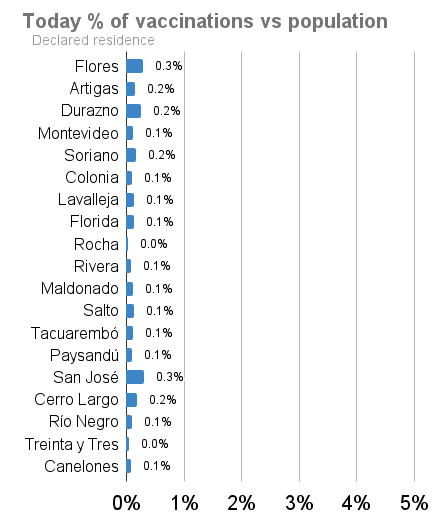 Today % of vaccinations vs population
Declared residence
Flores 0.3%
Artigas 0.2%
Durazno 0.2%
Montevideo 0.1%
Soriano 0.2%
Colonia 0.1%
Lavalleja 0.1%
Florida 0.1%
Rocha 0.0%
Rivera 0.1%
Maldonado 0.1%
Salto 0.1%
Tacuarembó 0.1%
Paysandú 0.1%
San José 0.3%
Cerro Largo 0.2%
Río Negro 0.1%
Treinta y Tres 0.0%
Canelones 0.1%
0% 1% 2% 3% 4% 5%